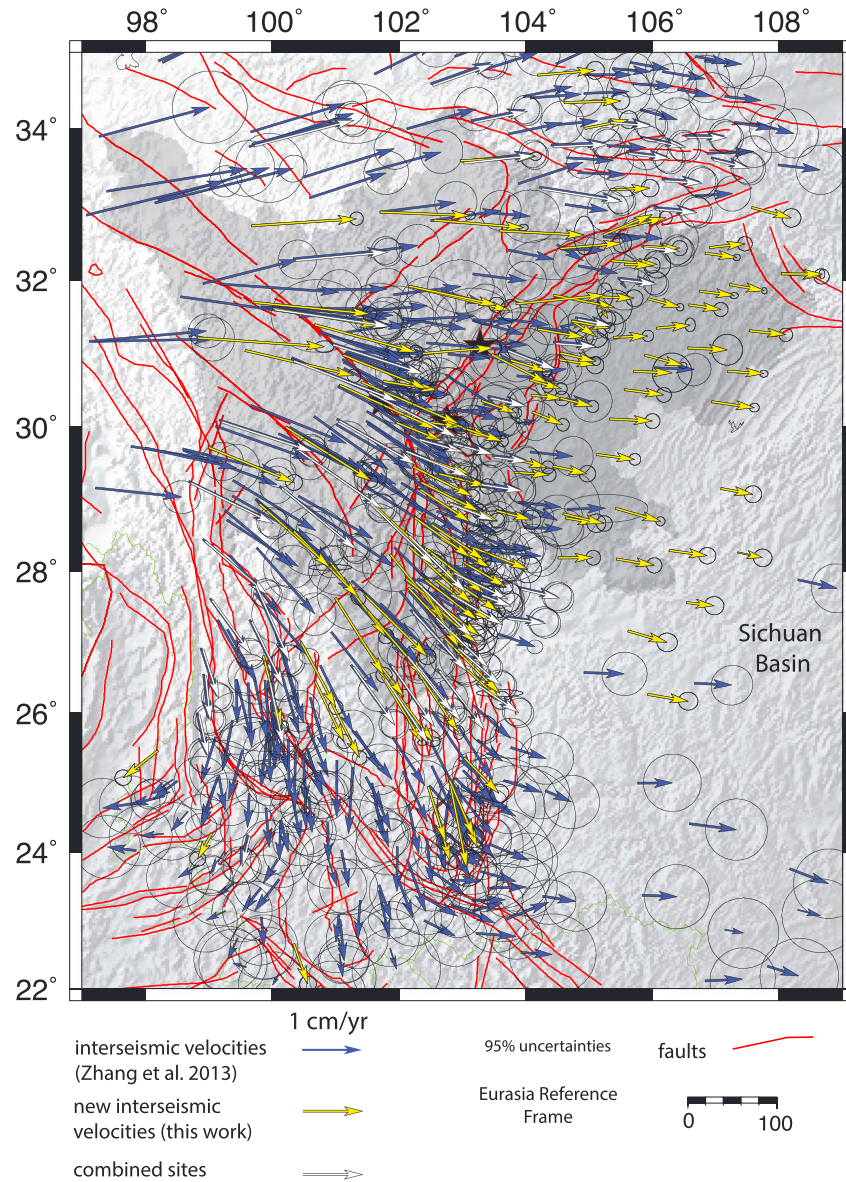 98° 100° 102° 104° 106° 108°
34°
32°
30°
28°
Sichuan
Basin
26°
24°
22°
1 cm/yr
interseismic velocities
(Zhang et al. 2013)
95% uncertainties
faults
new interseismic
velocities (this work)
Eurasia Reference
Frame
0 100
combined sites